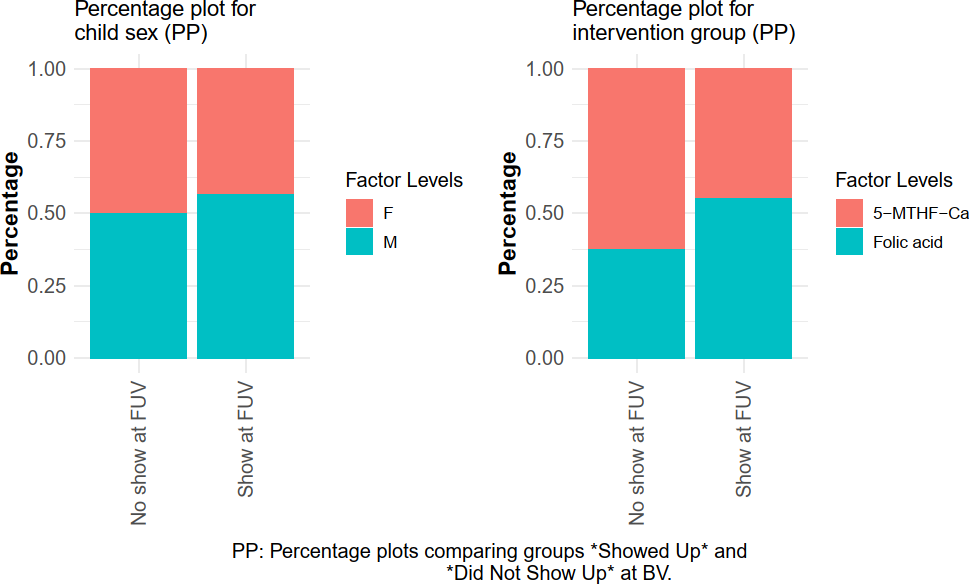 Percentage plot for
child sex (PP)
1.00
0.75
0.50
0.25
0.00
Percentage
No show at FUV
Show at FUV
Factor Levels
F
M
Percentage plot for
intervention group (PP)
1.00
0.75
0.50
0.25
0.00
Percentage
No show at FUV
Show at FUV
Factor Levels
5−MTHF−Ca
Folic acid
PP: Percentage plots comparing groups *Showed Up* and
*Did Not Show Up* at BV.